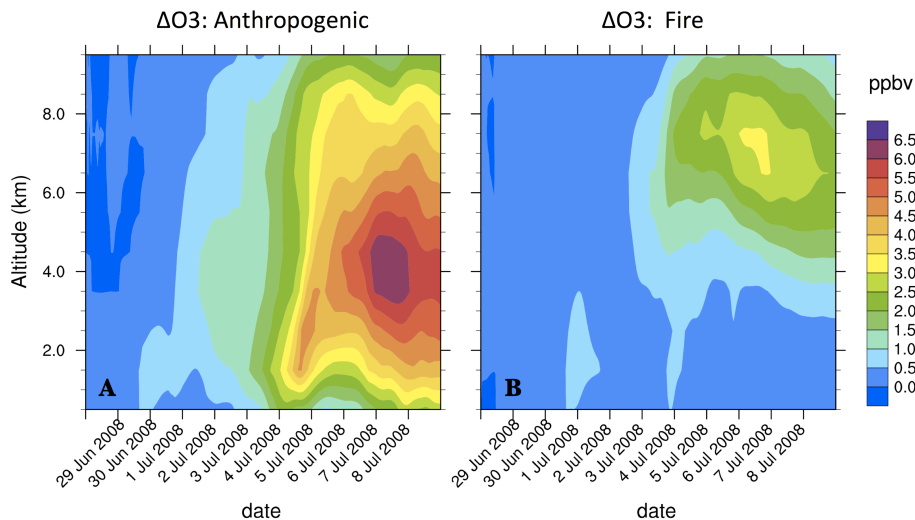 ΔO3: Anthropogenic
ΔO3:  Fire
ppbv
Altitude (km)
8.0
6.0
4.0
2.0
A
B
6.5
6.0
5.5
5.0
4.5
4.0
3.5
3.0
2.5
2.0
1.5
1.0
0.5
0.0
29 Jun 2008
30 Jun 2008
1 Jul 2008
2 Jul 2008
3 Jul 2008
4 Jul 2008
5 Jul 2008
6 Jul 2008
7 Jul 2008
8 Jul 2008
date
29 Jun 2008
30 Jun 2008
1 Jul 2008
2 Jul 2008
3 Jul 2008
4 Jul 2008
5 Jul 2008
6 Jul 2008
7 Jul 2008
8 Jul 2008
date